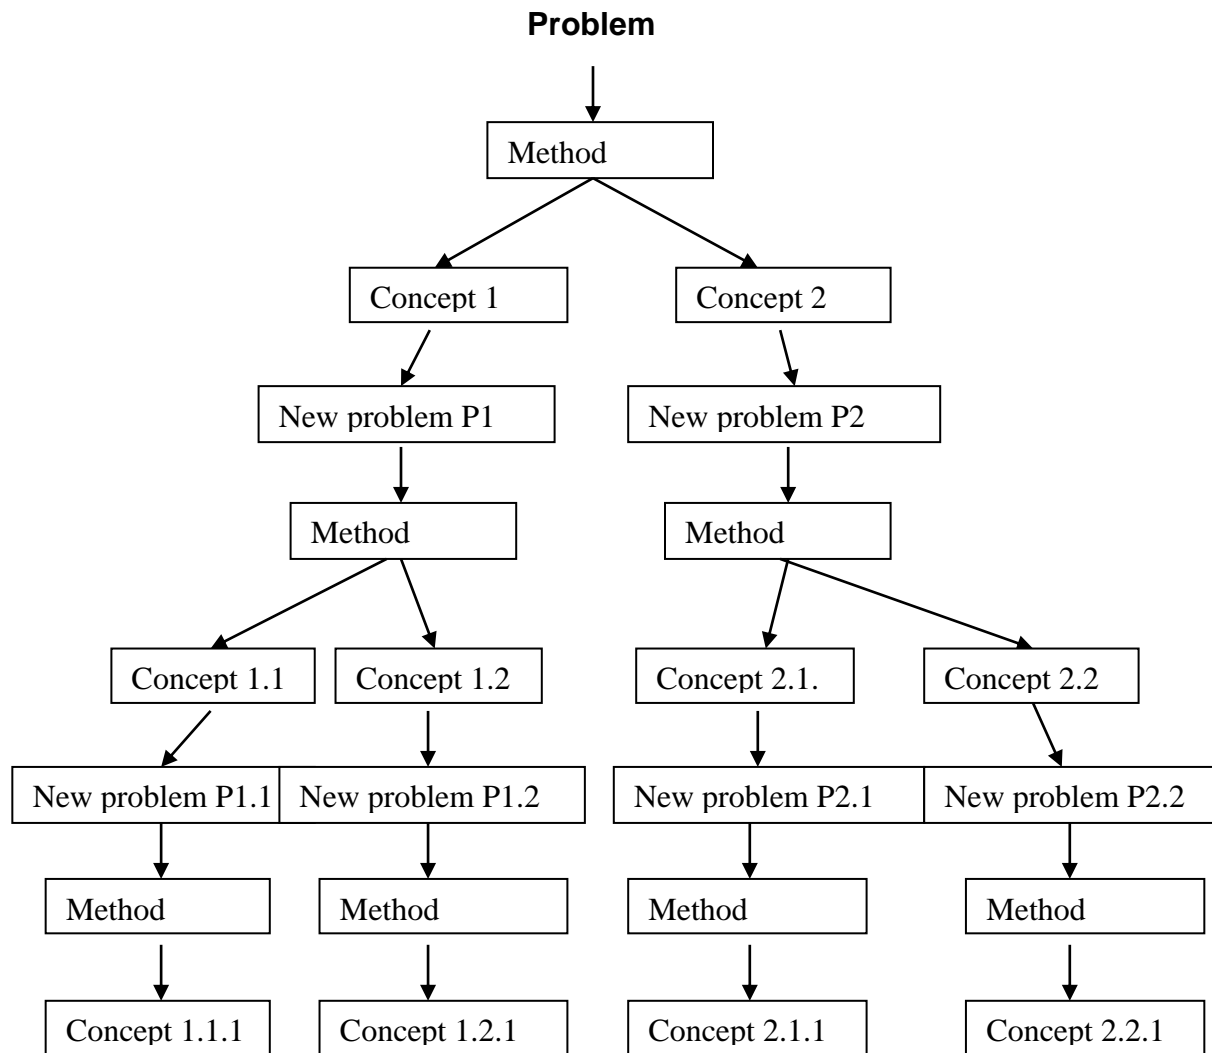 Problem
Method
Concept 1
Concept 2
New problem P1
New problem P2
Method
Method
Concept 1.1
Concept 1.2
Concept 2.1.
Concept 2.2
New problem P1.1
New problem P1.2
New problem P2.1
New problem P2.2
Method
Method
Method
Method
Concept 1.1.1
Concept 1.2.1
Concept 2.1.1
Concept 2.2.1